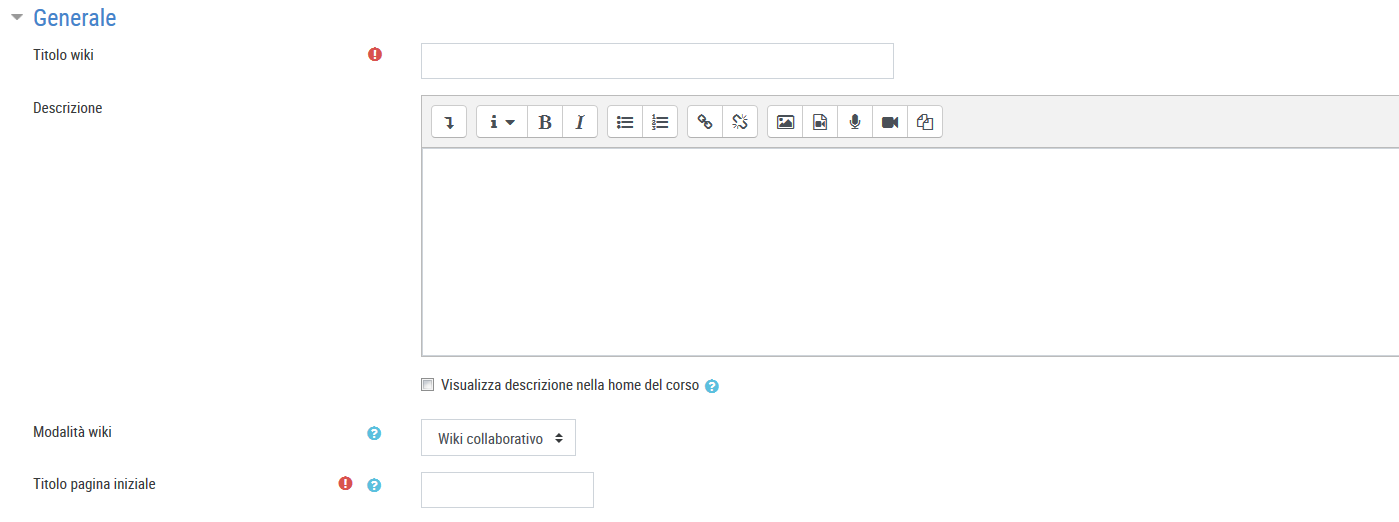 Generale
Titolo wiki
Descrizione
Visualizza descrizione nella home del corso
Modalità wiki
Wiki collaborativo
Titolo pagina iniziale